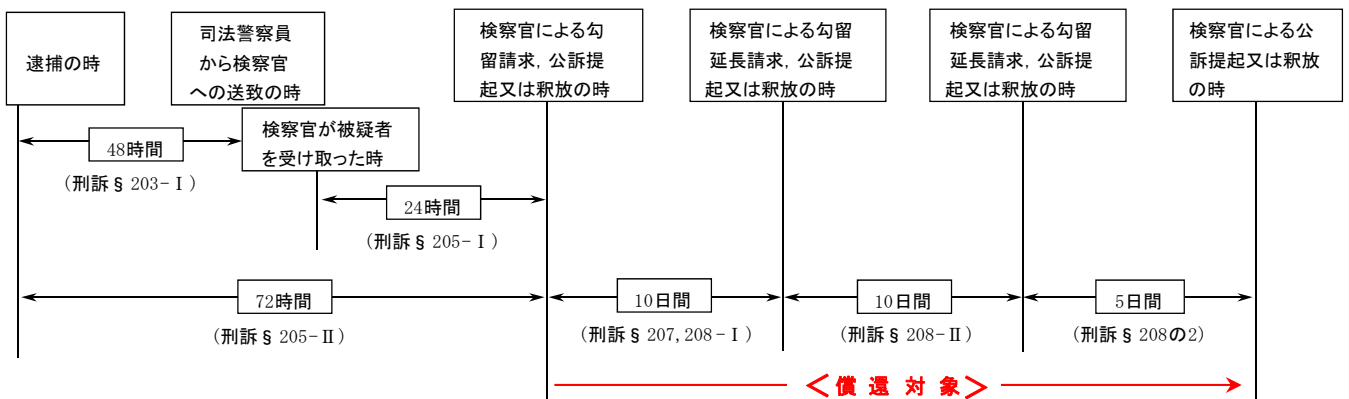 逮捕の時
司法警察員
から検察官
への送致の時
検察官による勾
留請求，公訴提
起又は釈放の時
検察官による勾留
延長請求，公訴提
起又は釈放の時
検察官による勾留
延長請求，公訴提
起又は釈放の時
検察官による公
訴提起又は釈放
の時
検察官が被疑者
を受け取った時
48時間
（刑訴§203-Ⅰ）
24時間
（刑訴§205-Ⅰ）
72時間
（刑訴§205-Ⅱ）
10日間
（刑訴§207,208-Ⅰ）
10日間
（刑訴§208-Ⅱ）
5日間
（刑訴§208の2）
＜償還対象＞